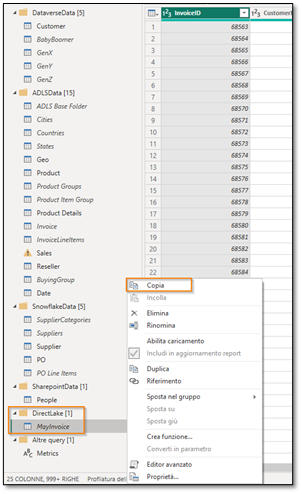 DataverseData [5]
Customer
BabyBoomer
GenX
GenY
GenZ
ADLSData [15]
ADLS Base Folder
Cities
Countries
States
Geo
Product
Product Groups
Product Item Group
Product Details
Invoice
InvoiceLineItems
Sales
Reseller
BuyingGroup
Date
SnowflakeData [5]
SupplierCategories
Suppliers
Supplier
PO
PO Line Items
SharepointData [1]
People
DirectLake [1]
MayInvoice
Altre query [1]
Metrics
25 COLONNE, 999+ RIGHE
Profilatura del
InvoiceID
1 68563
2 68564
3 68565
4 68566
5 68567
6 68568
7 68569
8 68570
9 68571
10 68572
11 68573
12 68574
13 68575
14 68576
15 68577
16 68578
17 68579
18 68580
19 68581
20 68582
21 68583
22 68584
Copia
Incolla
Elimina
Rinomina
Abilita caricamento
Includi in aggiornamento report
Duplica
Riferimento
Sposta nel gruppo
Sposta su
Sposta giù
Crea funzione...
Converti in parametro
Editor avanzato
Proprietà...